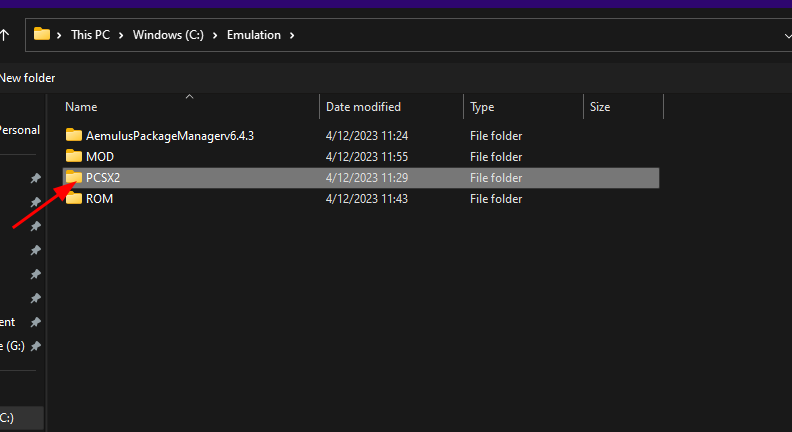 This PC > Windows (C:) > Emulation >
New folder
Name Date modified Type Size
Personal
AemulusPackageManagerv6.4.3 4/12/2023 11:24 File folder
MOD 4/12/2023 11:55 File folder
PCSX2 4/12/2023 11:29 File folder
ROM 4/12/2023 11:43 File folder
ent
e (G:)
C:)